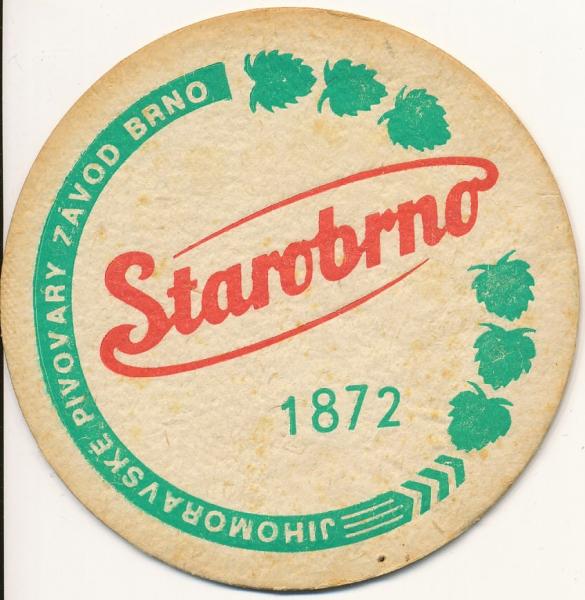 JIHOMORAVSKÉ PIVOVARY ZÁVOD BRNO
Starobrno
1872